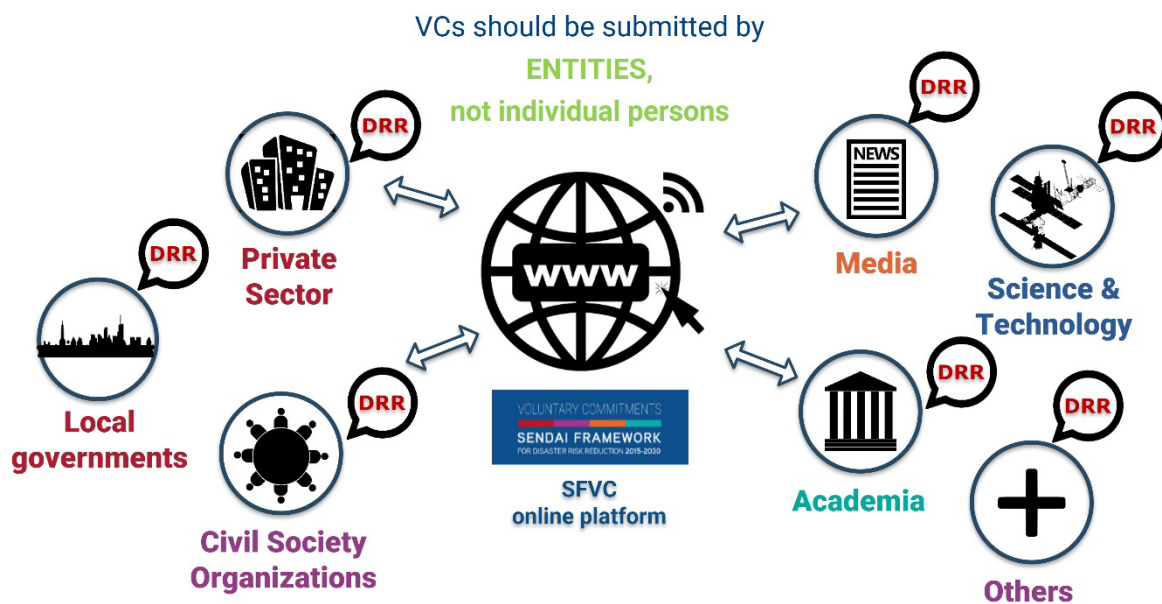 VCs should be submitted by
ENTITIES,
not individual persons
DRR
Private
Sector
DRR
Local
governments
DRR
Civil Society
Organizations
WWW
VOLUNTARY COMMITMENTS
SENDAI FRAMEWORK
FOR DISASTER RISK REDUCTION 2015-2030
SFVC
online platform
DRR
NEWS
Media
DRR
Science &
Technology
DRR
Academia
DRR
Others